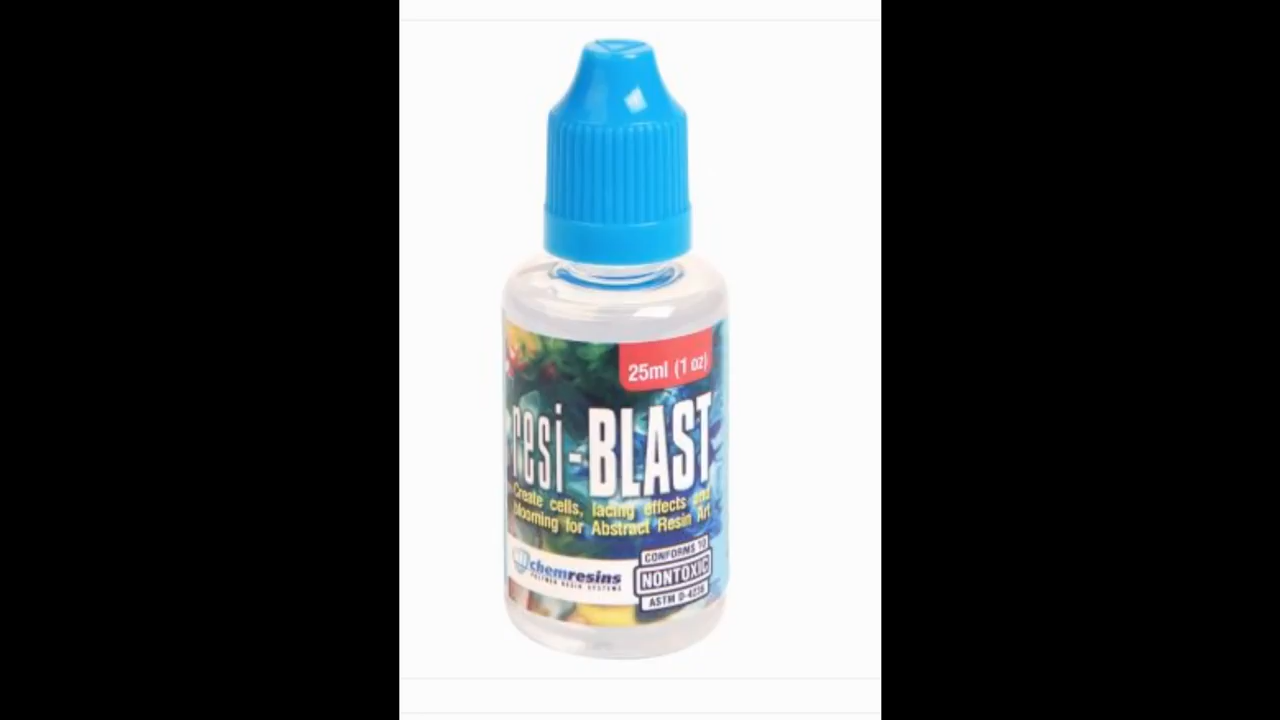 25ml (1 oz)
resi-BLAST
Create cells, lacing effects and
blooming for Abstract Resin Art
allchemresins
POLYMER RESIN SYSTEMS
CONFORMS TO
NONTOXIC
ASTM D-4236